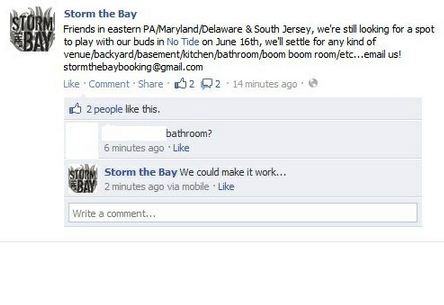 STORM THE BAY
Storm the Bay
Friends in eastern PA/Maryland/Delaware & South Jersey, we're still looking for a spot
to play with our buds in No Tide on June 16th, we'll settle for any kind of
venue/backyard/basement/kitchen/bathroom/boom boom room/etc...email us!
stormthebaybooking@gmail.com
Like · Comment · Share · 2 2 · 14 minutes ago ·
2 people like this.
bathroom?
6 minutes ago · Like
STORM THE BAY
Storm the Bay We could make it work...
2 minutes ago via mobile · Like
Write a comment...